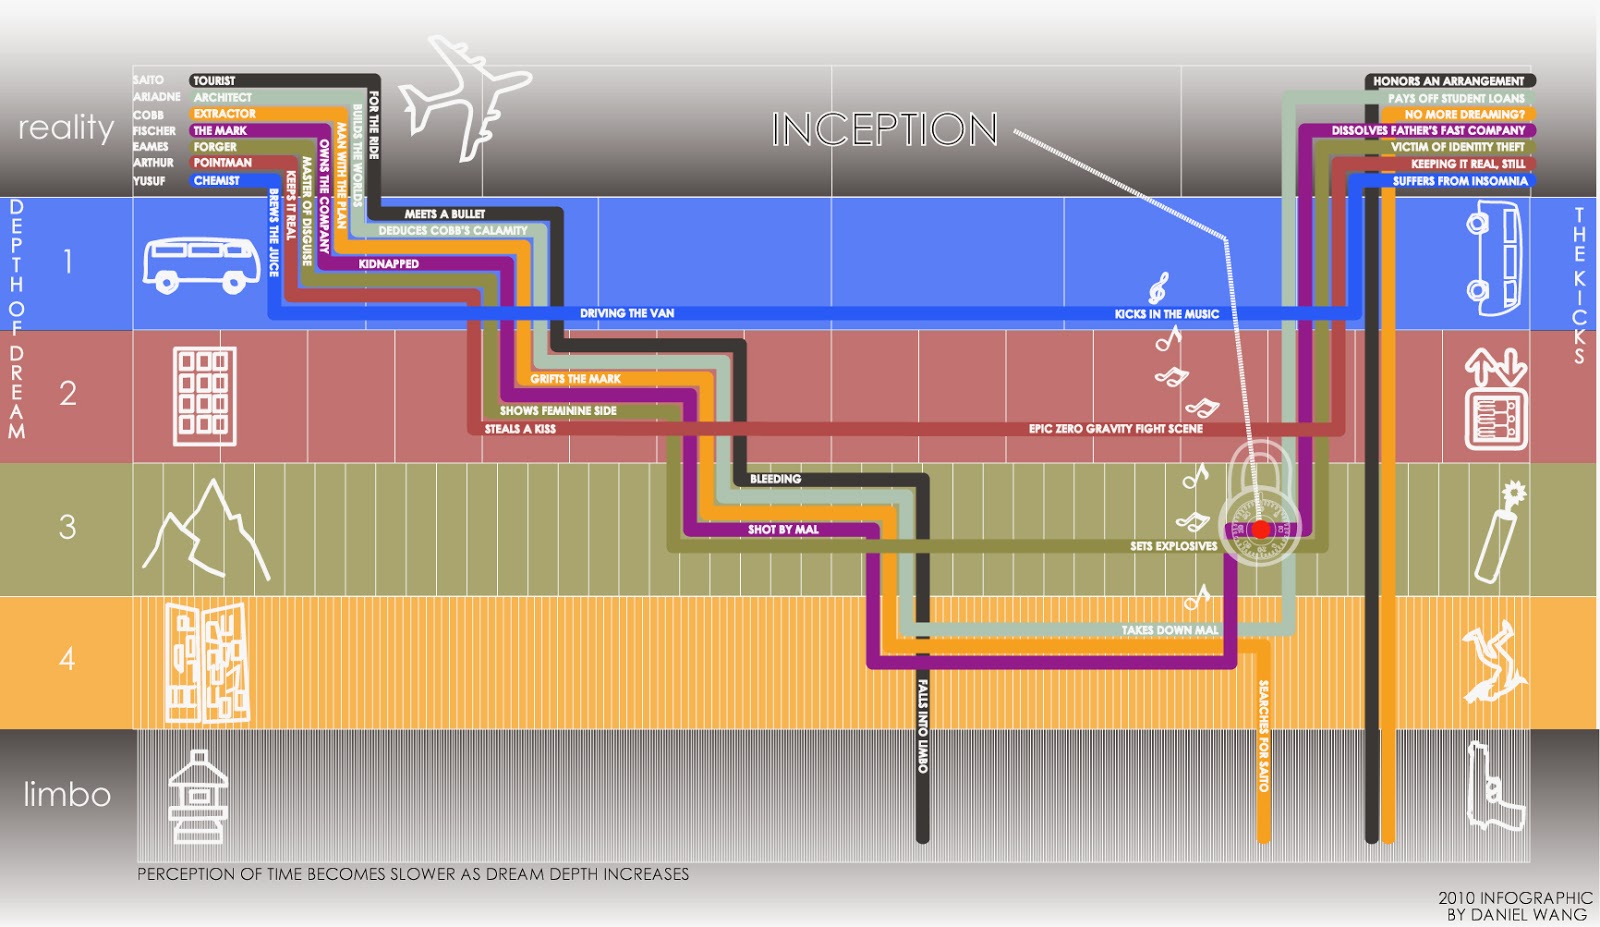 INCEPTION
reality
SAITO TOURIST
ARIADNE ARCHITECT
COBB EXTRACTOR
FISCHER THE MARK
EAMES FORGER
ARTHUR POINTMAN
YUSUF CHEMIST
FOR THE RIDE
BUILDS THE WORLDS
MAN WITH THE PLAN
OWNS THE COMPANY
MASTER OF DISGUISE
KEEPS IT REAL
BREWS THE JUICE
HONORS AN ARRANGEMENT
PAYS OFF STUDENT LOANS
NO MORE DREAMING?
DISSOLVES FATHER'S FAST COMPANY
VICTIM OF IDENTITY THEFT
KEEPING IT REAL, STILL
SUFFERS FROM INSOMNIA
DEPTH OF DREAM
THE KICKS
1
MEETS A BULLET
DEDUCES COBB'S CALAMITY
KIDNAPPED
DRIVING THE VAN
KICKS IN THE MUSIC
2
GRIFTS THE MARK
SHOWS FEMININE SIDE
STEALS A KISS
EPIC ZERO GRAVITY FIGHT SCENE
3
BLEEDING
SHOT BY MAL
SETS EXPLOSIVES
4
TAKES DOWN MAL
FALLS INTO LIMBO
SEARCHES FOR SAITO
limbo
PERCEPTION OF TIME BECOMES SLOWER AS DREAM DEPTH INCREASES
2010 INFOGRAPHIC
BY DANIEL WANG